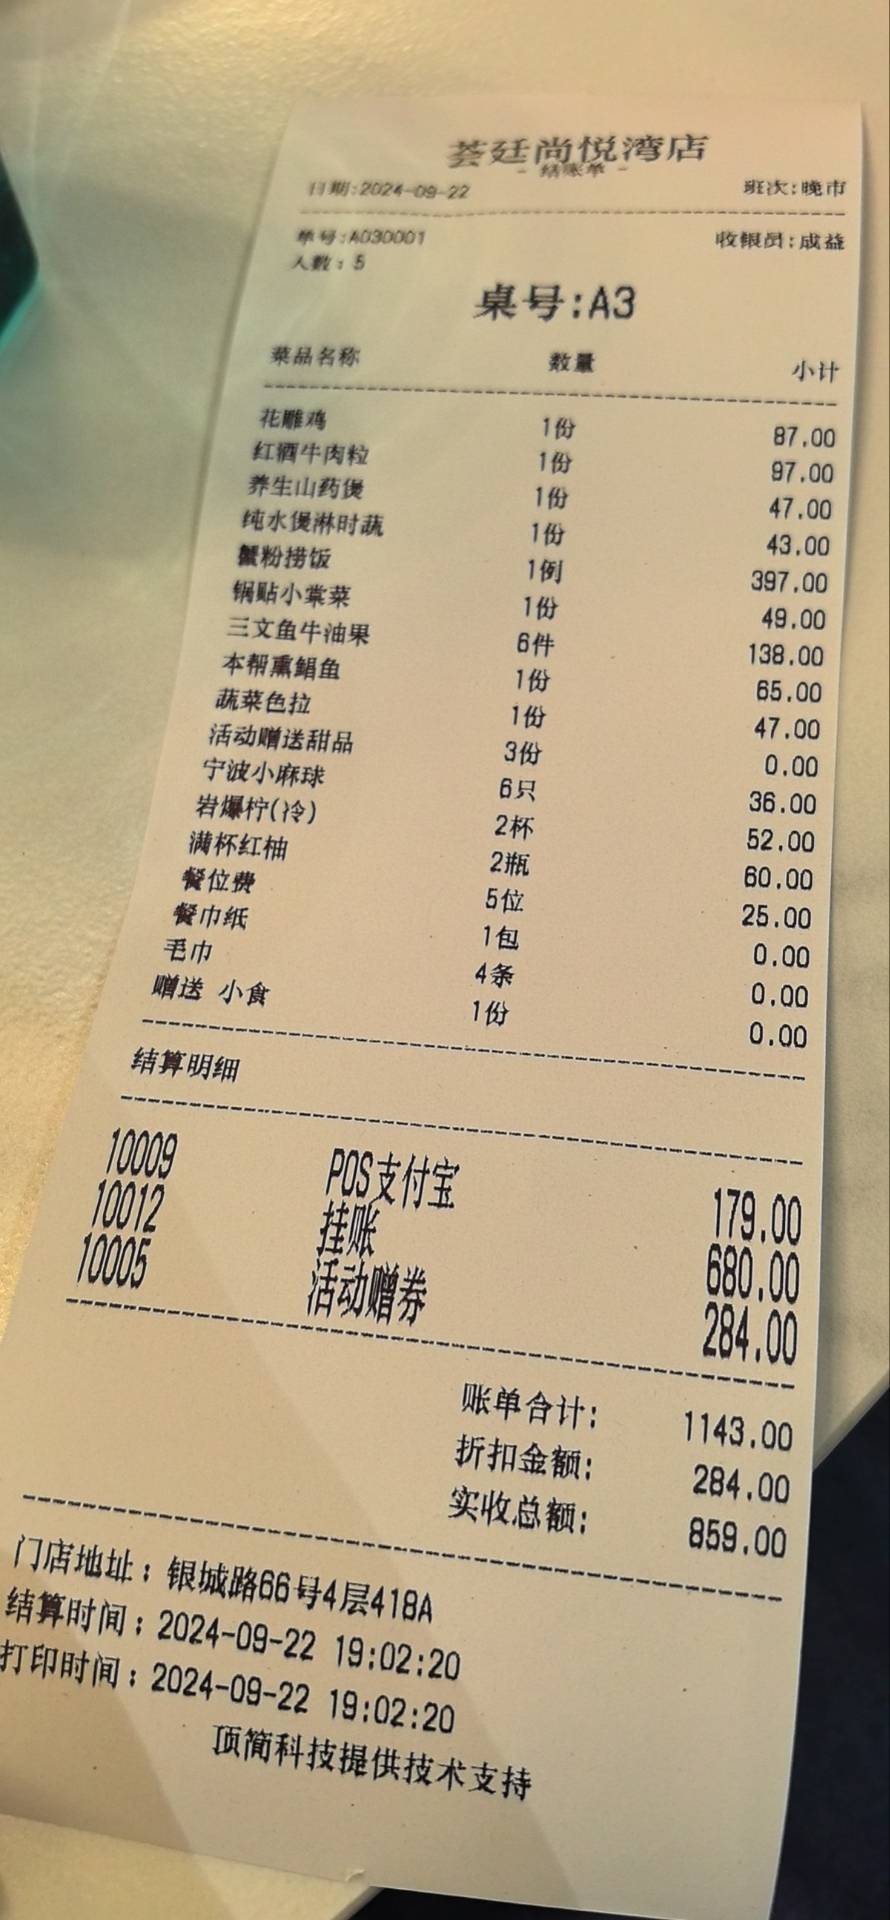 荟廷尚悦湾店
- 结账单 -
日期:2024-09-22 班次:晚市
单号:A030001 收银员:成益
人数:5
桌号:A3
菜品名称 数量 小计
花雕鸡 1份 87.00
红酒牛肉粒 1份 97.00
养生山药煲 1份 47.00
纯水煲淋时蔬 1份 43.00
蟹粉捞饭 1例 397.00
锅贴小棠菜 1份 49.00
三文鱼牛油果 6件 138.00
本帮熏鲳鱼 1份 65.00
蔬菜色拉 1份 47.00
活动赠送甜品 3份 0.00
宁波小麻球 6只 36.00
岩爆柠(冷) 2杯 52.00
满杯红柚 2瓶 60.00
餐位费 5位 25.00
餐巾纸 1包 0.00
毛巾 4条 0.00
赠送 小食 1份 0.00
结算明细
10009 POS支付宝 179.00
10012 挂账 680.00
10005 活动赠券 284.00
账单合计: 1143.00
折扣金额: 284.00
实收总额: 859.00
门店地址:银城路66号4层418A
结算时间:2024-09-22 19:02:20
打印时间:2024-09-22 19:02:20
顶简科技提供技术支持